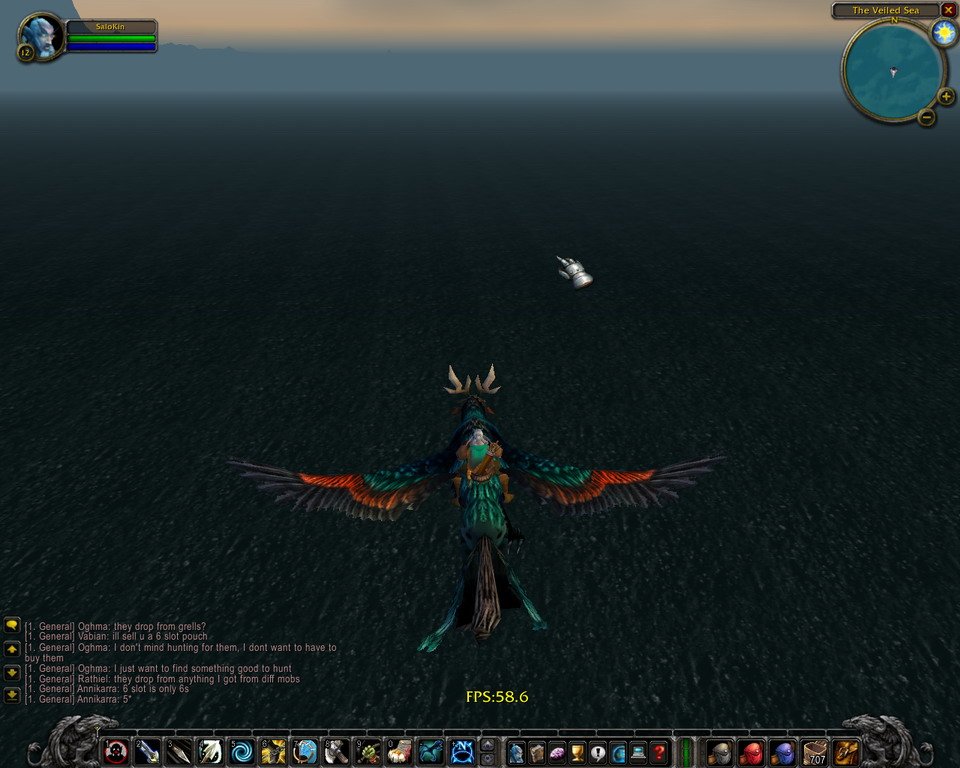 SaloKin
12
The Veiled Sea
N
[1. General] Oghma: they drop from grells?
[1. General] Vabian: ill sell u a 6 slot pouch
[1. General] Oghma: I don't mind hunting for them, I dont want to have to
buy them
[1. General] Oghma: I just want to find something good to hunt
[1. General] Rathiel: they drop from anything I got from diff mobs
[1. General] Annikarra: 6 slot is only 6s
[1. General] Annikarra: 5*
FPS:58.6
707